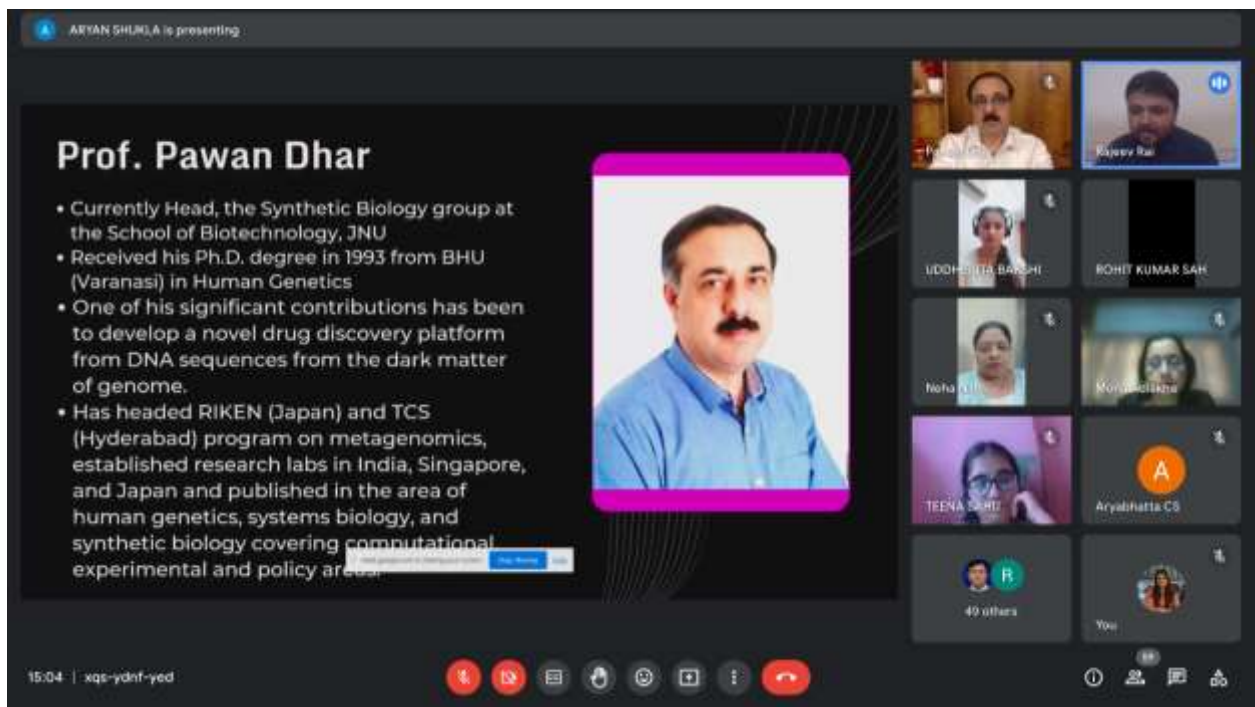 ARYAN SHUKLA is presenting
Prof. Pawan Dhar
• Currently Head, the Synthetic Biology group at
the School of Biotechnology, JNU
• Received his Ph.D. degree in 1993 from BHU
(Varanasi) in Human Genetics
• One of his significant contributions has been
to develop a novel drug discovery platform
from DNA sequences from the dark matter
of genome.
• Has headed RIKEN (Japan) and TCS
(Hyderabad) program on metagenomics,
established research labs in India, Singapore,
and Japan and published in the area of
human genetics, systems biology, and
synthetic biology covering computational
experimental and policy areas.
Rajeev Rai
BAKSHI
ROHIT KUMAR SAH
Neha
TEENA SAHU
A
Aryabhatta CS
R
49 others
You
15:04 | xqs-ydnf-yed
59